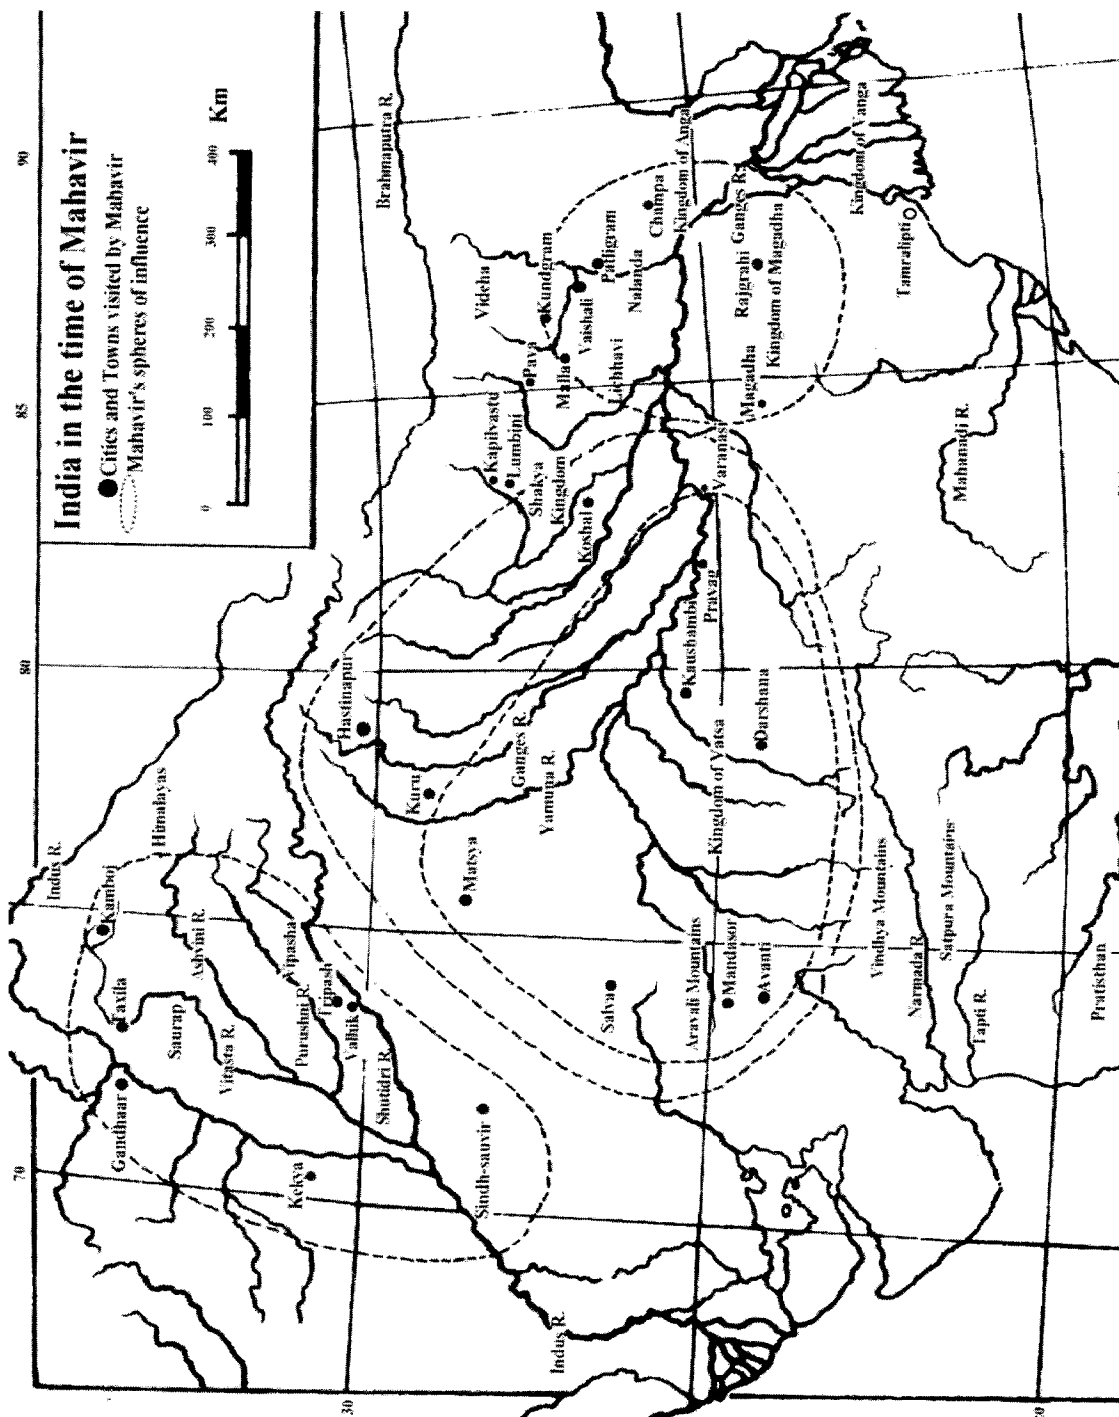 India in the time of Mahavir
Cities and Towns visited by Mahavir
Mahavir's spheres of influence
0 100 200 300 400 Km
70
80
85
90
30
Indus R.
Kamboj
Himalayas
Taxila
Gandhaar
Saurap
Ashvini R.
Vitasta R.
Vipasha
Purushni R.
Tripash
Valhik
Shutidri R.
Kekya
Sindh-sauvir
Indus R.
Hastinapur
Kuru
Matsya
Ganges R.
Yamuna R.
Salva
Aravali Mountains
Mandasor
Avanti
Kingdom of Vatsa
Darshana
Kaushambi
Prayag
Varanasi
Koshal
Shakya
Kingdom
Kapilvastu
Lumbini
Brahmaputra R.
Videha
Kundgram
Pava
Malla
Vaishali
Lichhavi
Patligram
Nalanda
Champa
Kingdom of Anga
Ganges R.
Rajgrahi
Kingdom of Magadha
Magadha
Kingdom of Vanga
Tamralipti
Mahanadi R.
Vindhya Mountains
Narmada R.
Satpura Mountains
Tapti R.
Pratisthan